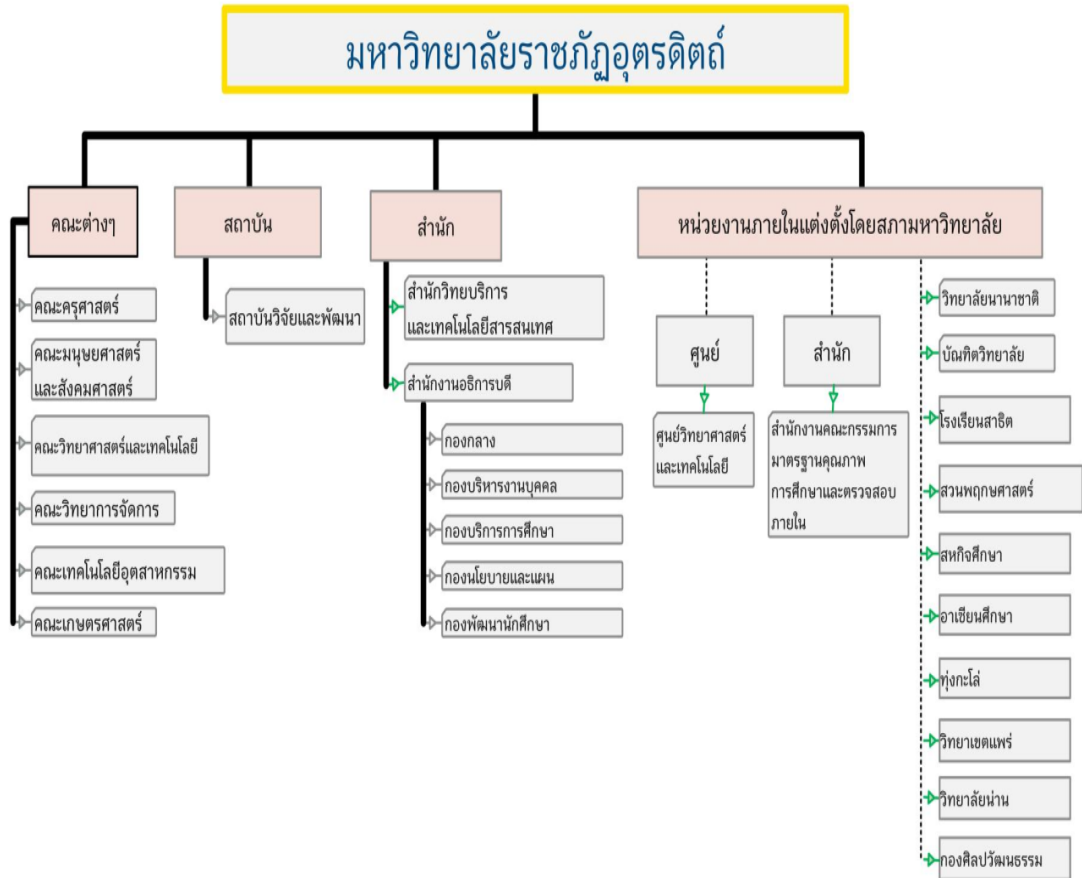 มหาวิทยาลัยราชภัฏอุตรดิตถ์
คณะต่างๆ
คณะครุศาสตร์
คณะมนุษยศาสตร์
และสังคมศาสตร์
คณะวิทยาศาสตร์และเทคโนโลยี
คณะวิทยาการจัดการ
คณะเทคโนโลยีอุตสาหกรรม
คณะเกษตรศาสตร์
สถาบัน
สถาบันวิจัยและพัฒนา
สำนัก
สำนักวิทยบริการ
และเทคโนโลยีสารสนเทศ
สำนักงานอธิการบดี
กองกลาง
กองบริหารงานบุคคล
กองบริการการศึกษา
กองนโยบายและแผน
กองพัฒนานักศึกษา
หน่วยงานภายในแต่งตั้งโดยสภามหาวิทยาลัย
ศูนย์
ศูนย์วิทยาศาสตร์
และเทคโนโลยี
สำนัก
สำนักงานคณะกรรมการ
มาตรฐานคุณภาพ
การศึกษาและตรวจสอบ
ภายใน
วิทยาลัยนานาชาติ
บัณฑิตวิทยาลัย
โรงเรียนสาธิต
สวนพฤกษศาสตร์
สหกิจศึกษา
อาเซียนศึกษา
ทุ่งกะโล่
วิทยาเขตแพร่
วิทยาลัยน่าน
กองศิลปวัฒนธรรม